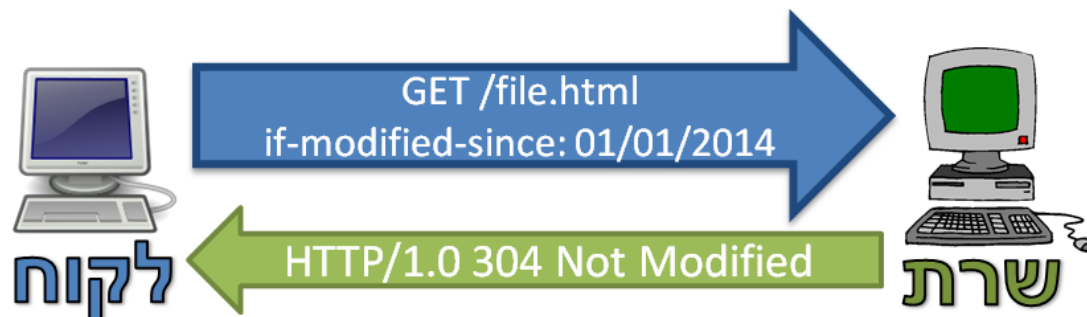 GET /file.html
if-modified-since: 01/01/2014
HTTP/1.0 304 Not Modified
לקוח
שרת